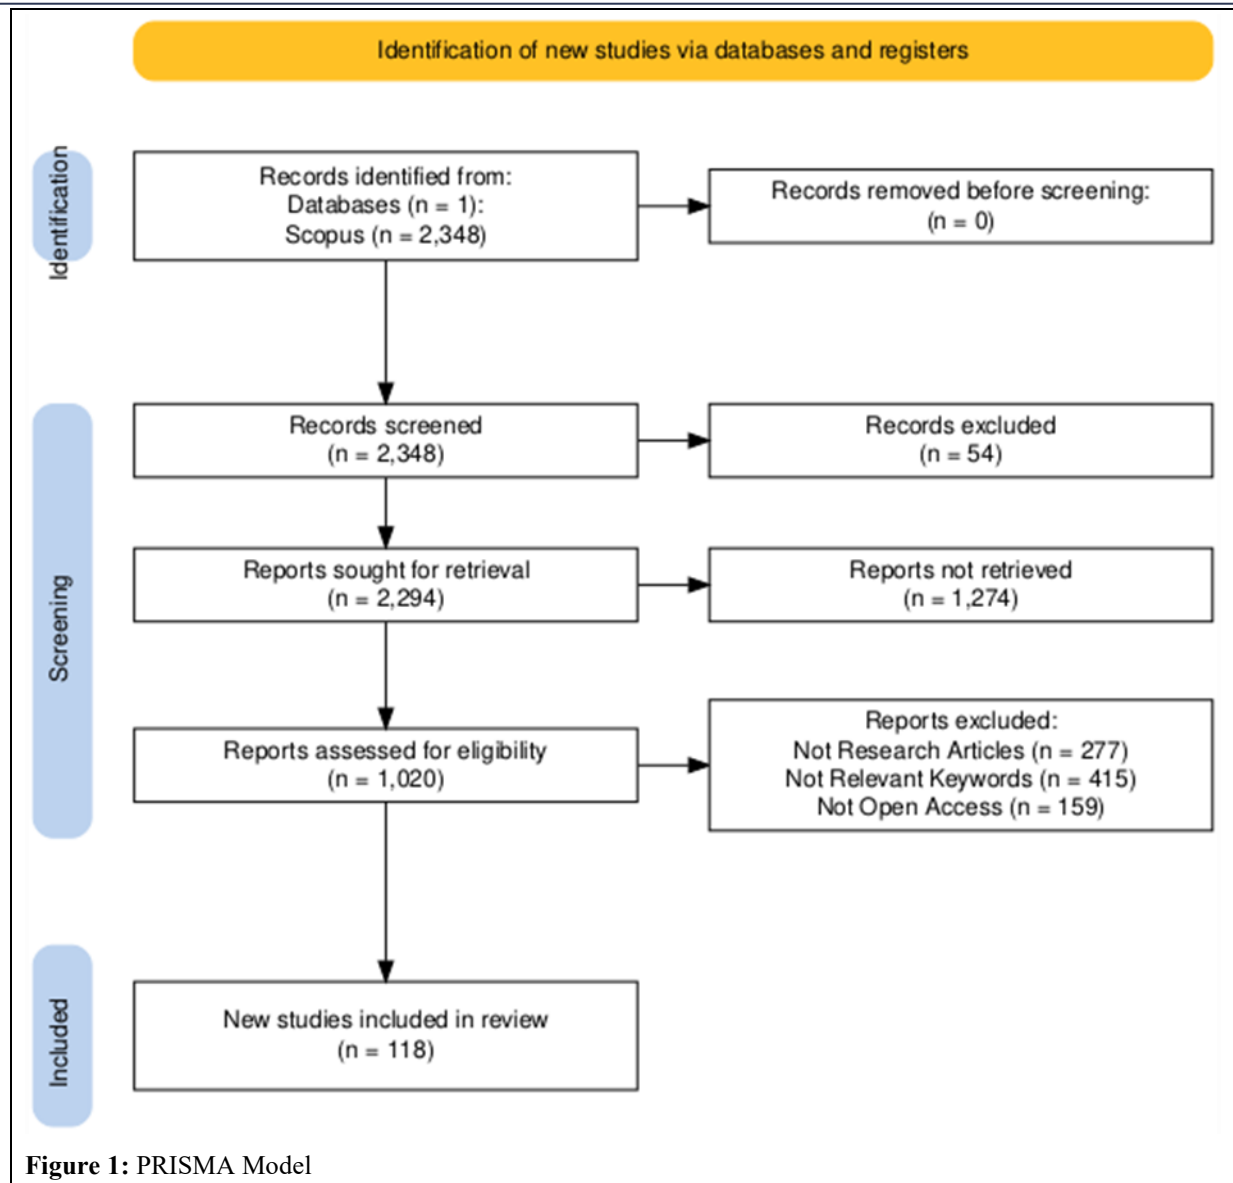 Identification of new studies via databases and registers
Identification
Records identified from:
Databases (n = 1):
Scopus (n = 2,348)
Records removed before screening:
(n = 0)
Screening
Records screened
(n = 2,348)
Records excluded
(n = 54)
Reports sought for retrieval
(n = 2,294)
Reports not retrieved
(n = 1,274)
Reports assessed for eligibility
(n = 1,020)
Reports excluded:
Not Research Articles (n = 277)
Not Relevant Keywords (n = 415)
Not Open Access (n = 159)
Included
New studies included in review
(n = 118)
Figure 1: PRISMA Model